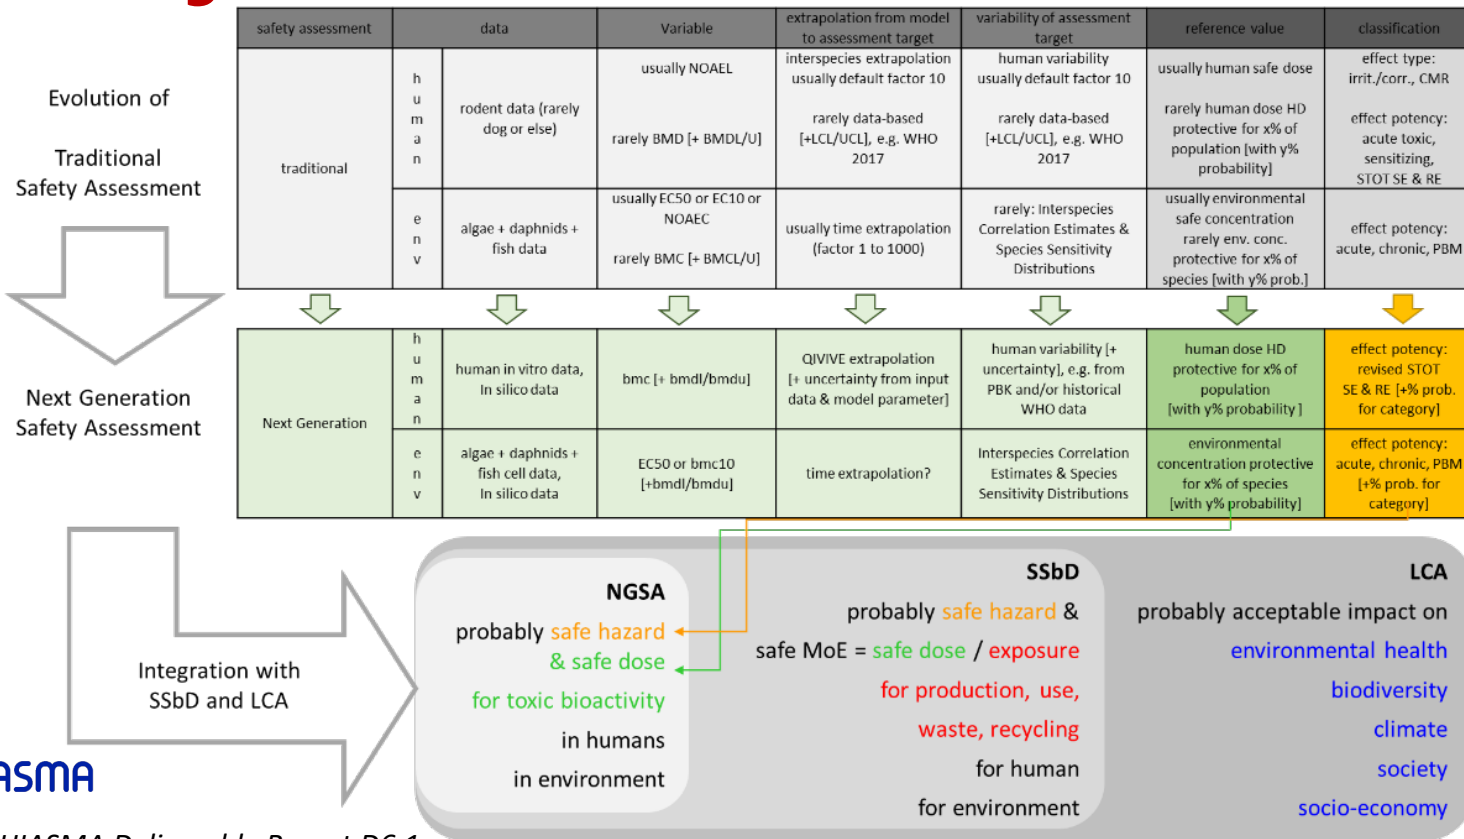 safety assessment
data
Variable
extrapolation from model
to assessment target
variability of assessment
target
reference value
classification
Evolution of
Traditional
Safety Assessment
traditional
h
u
m
a
n
rodent data (rarely
dog or else)
usually NOAEL
rarely BMD [+ BMDL/U]
interspecies extrapolation
usually default factor 10
rarely data-based
[+LCL/UCL], e.g. WHO
2017
human variability
usually default factor 10
rarely data-based
[+LCL/UCL], e.g. WHO
2017
usually human safe dose
rarely human dose HD
protective for x% of
population [with y%
probability]
effect type:
irrit./corr., CMR
effect potency:
acute toxic,
sensitizing,
STOT SE & RE
e
n
v
algae + daphnids +
fish data
usually EC50 or EC10 or
NOAEC
rarely BMC [+ BMCL/U]
usually time extrapolation
(factor 1 to 1000)
rarely: Interspecies
Correlation Estimates &
Species Sensitivity
Distributions
usually environmental
safe concentration
rarely env. conc.
protective for x% of
species [with y% prob.]
effect potency:
acute, chronic, PBM
Next Generation
Safety Assessment
Next Generation
h
u
m
a
n
human in vitro data,
In silico data
bmc [+ bmdl/bmdu]
QIVIVE extrapolation
[+ uncertainty from input
data & model parameter]
human variability [+
uncertainty], e.g. from
PBK and/or historical
WHO data
human dose HD
protective for x% of
population
[with y% probability ]
effect potency:
revised STOT
SE & RE [+% prob.
for category]
e
n
v
algae + daphnids +
fish cell data,
In silico data
EC50 or bmc10
[+bmdl/bmdu]
time extrapolation?
Interspecies Correlation
Estimates & Species
Sensitivity Distributions
environmental
concentration protective
for x% of species
[with y% probability]
effect potency:
acute, chronic, PBM
[+% prob. for
category]
Integration with
SSbD and LCA
NGSA
probably safe hazard
& safe dose
for toxic bioactivity
in humans
in environment
SSbD
probably safe hazard &
safe MoE = safe dose / exposure
for production, use,
waste, recycling
for human
for environment
LCA
probably acceptable impact on
environmental health
biodiversity
climate
society
socio-economy
ASMA